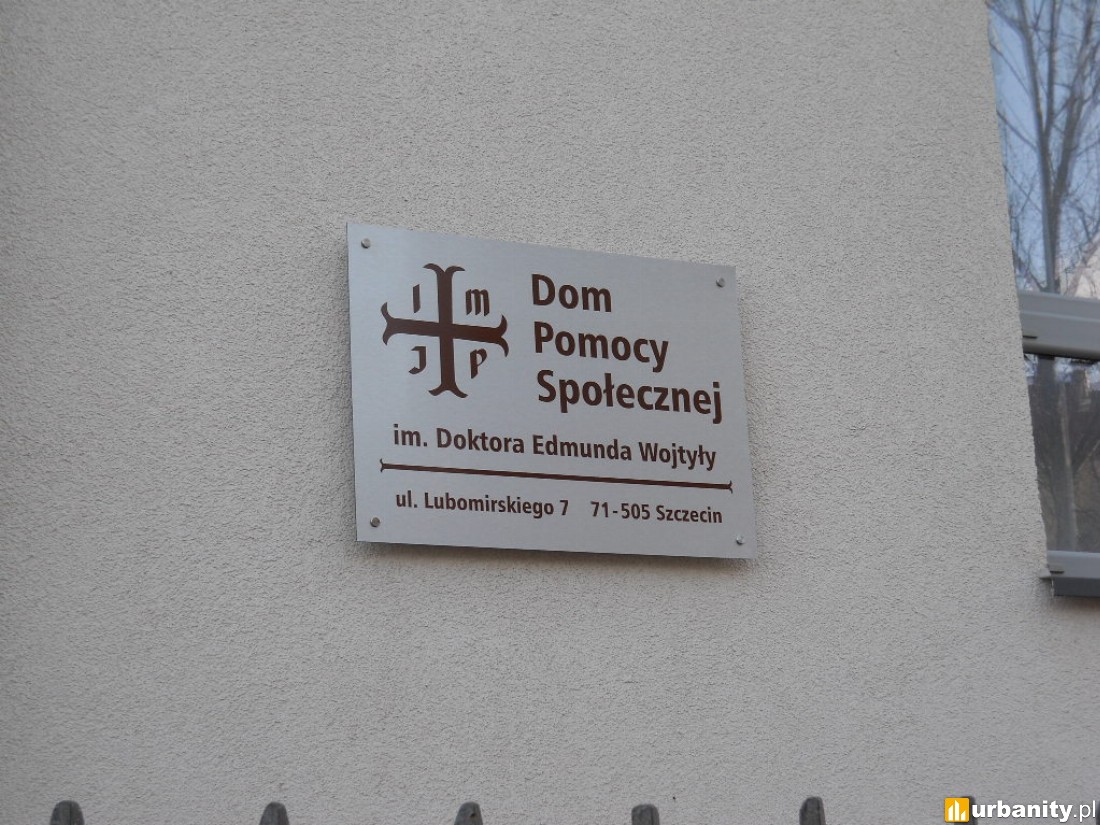 I m
J P
Dom
Pomocy
Społecznej
im. Doktora Edmunda Wojtyły
ul. Lubomirskiego 7 71-505 Szczecin
urbanity.pl